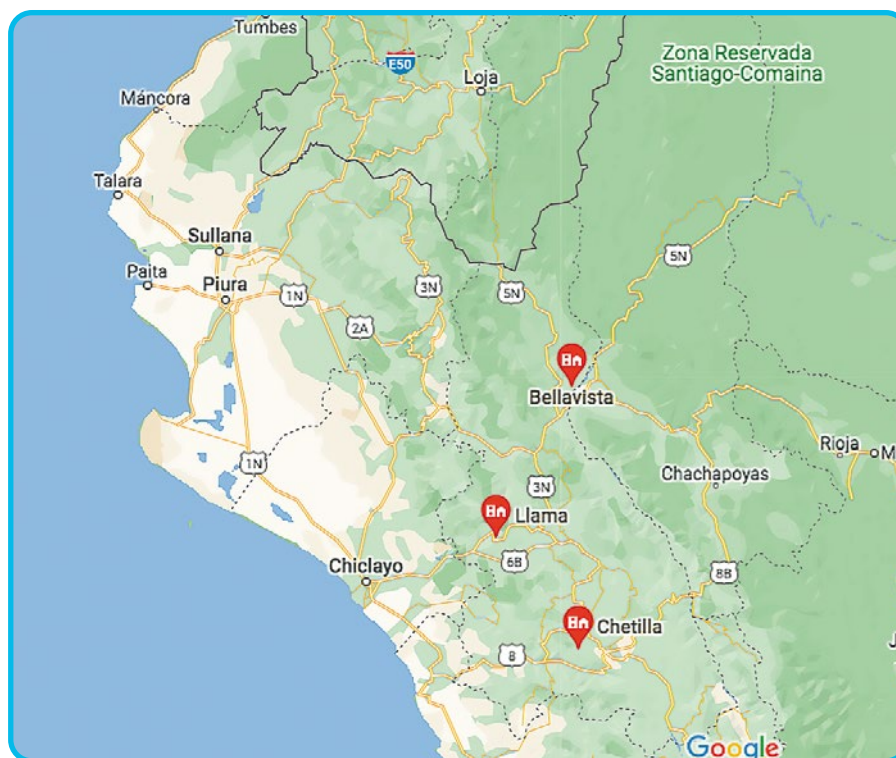 Tumbes
E50
Loja
Zona Reservada
Santiago-Comaina
Máncora
Talara
Sullana
5N
Paita
Piura
1N
3N
5N
2A
Bellavista
Rioja
M
1N
3N
Chachapoyas
Llama
6B
Chiclayo
8B
Chetilla
8
J
Google